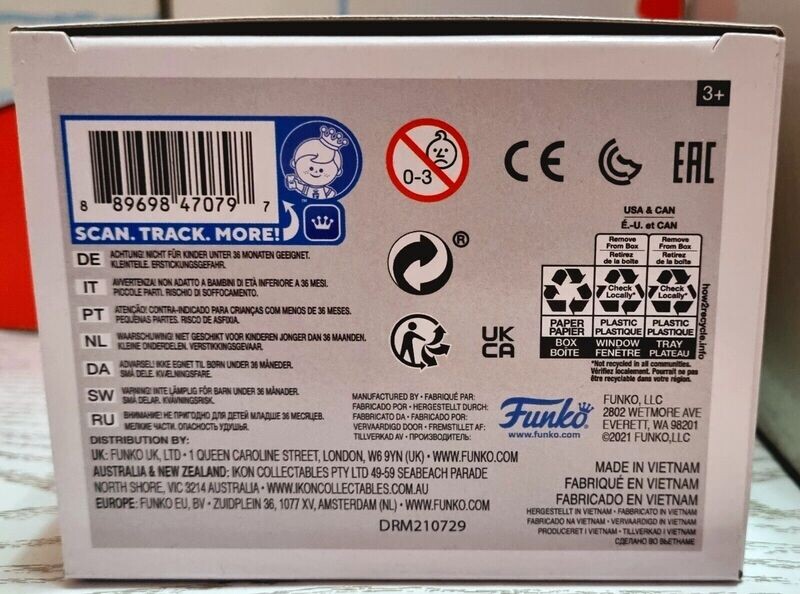 3+
8 89698 47079 7
SCAN. TRACK. MORE!
™
0-3
CE
EAC
USA & CAN
É.-U. et CAN
Remove From Box
Retirez de la boîte
Remove From Box
Retirez de la boîte
Check Locally*
Check Locally*
PAPER
PAPIER
PLASTIC
PLASTIQUE
PLASTIC
PLASTIQUE
BOX
BOÎTE
WINDOW
FENÊTRE
TRAY
PLATEAU
*Not recycled in all communities.
Vérifiez localement. Pourrait ne pas
être recyclable dans votre région.
how2recycle.info
®
UK
CA
DE ACHTUNG! NICHT FÜR KINDER UNTER 36 MONATEN GEEIGNET.
KLEINTEILE. ERSTICKUNGSGEFAHR.
IT AVVERTENZA! NON ADATTO A BAMBINI DI ETÀ INFERIORE A 36 MESI.
PICCOLE PARTI. RISCHIO DI SOFFOCAMENTO.
PT ATENCÃO! CONTRA-INDICADO PARA CRIANÇAS COM MENOS DE 36 MESES.
PEQUENAS PARTES. RISCO DE ASFIXIA.
NL WAARSCHUWING! NIET GESCHIKT VOOR KINDEREN JONGER DAN 36 MAANDEN.
KLEINE ONDERDELEN. VERSTIKKINGSGEVAAR.
DA ADVARSEL! IKKE EGNET TIL BØRN UNDER 36 MÅNEDER.
SMÅ DELE. KVÆLNINGSFARE.
SW VARNING! INTE LÄMPLIG FÖR BARN UNDER 36 MÅNADER.
SMÅ DELAR. KVÄVNINGSRISK.
RU ВНИМАНИЕ! НЕ ПРИГОДНО ДЛЯ ДЕТЕЙ МЛАДШЕ 36 МЕСЯЦЕВ.
МЕЛКИЕ ЧАСТИ. ОПАСНОСТЬ УДУШЬЯ.
MANUFACTURED BY • FABRIQUÉ PAR:
FABRICADO POR • HERGESTELLT DURCH:
FABBRICATO DA • FABRICADO POR:
VERVAARDIGD DOOR • FREMSTILLET AF:
TILLVERKAD AV • ПРОИЗВОДИТЕЛЬ:
Funko
www.funko.com
FUNKO, LLC
2802 WETMORE AVE
EVERETT, WA 98201
©2021 FUNKO,LLC
DISTRIBUTION BY:
UK: FUNKO UK, LTD • 1 QUEEN CAROLINE STREET, LONDON, W6 9YN (UK) • WWW.FUNKO.COM
AUSTRALIA & NEW ZEALAND: IKON COLLECTABLES PTY LTD 49-59 SEABEACH PARADE
NORTH SHORE, VIC 3214 AUSTRALIA • WWW.IKONCOLLECTABLES.COM.AU
EUROPE: FUNKO EU, BV • ZUIDPLEIN 36, 1077 XV, AMSTERDAM (NL) • WWW.FUNKO.COM
DRM210729
MADE IN VIETNAM
FABRIQUÉ EN VIETNAM
FABRICADO EN VIETNAM
HERGESTELLT IN VIETNAM • FABBRICATO IN VIETNAM
FABRICADO NA VIETNAM • VERVAARDIGD IN VIETNAM
PRODUCERET I VIETNAM • TILLVERKAD I VIETNAM
СДЕЛАНО ВО ВЬЕТНАМЕ